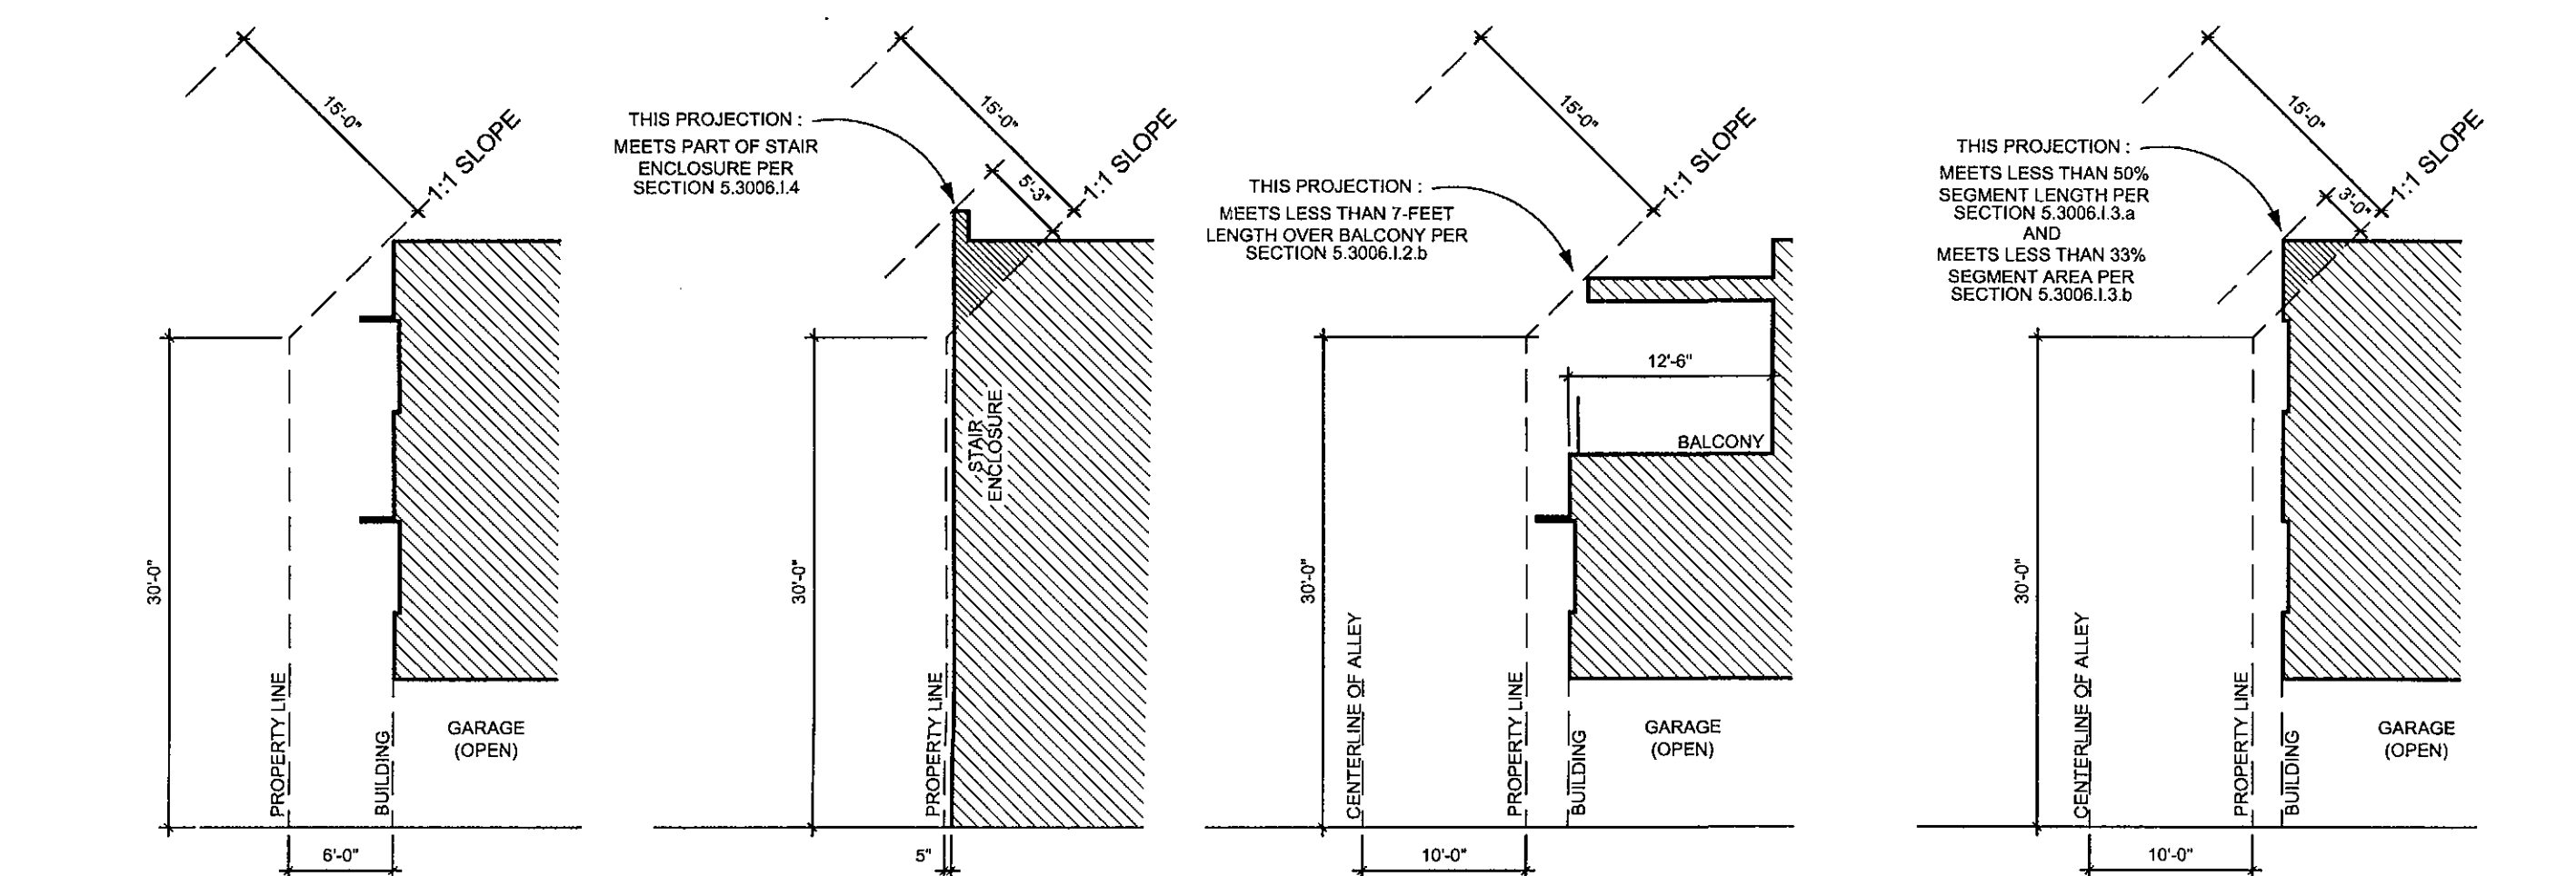 15'-0"
1:1 SLOPE
30'-0"
PROPERTY LINE
BUILDING
GARAGE
(OPEN)
6'-0"
THIS PROJECTION :
MEETS PART OF STAIR
ENCLOSURE PER
SECTION 5.3006.I.4
15'-0"
5'-3"
1:1 SLOPE
30'-0"
STAIR
ENCLOSURE
PROPERTY LINE
5"
THIS PROJECTION :
MEETS LESS THAN 7-FEET
LENGTH OVER BALCONY PER
SECTION 5.3006.I.2.b
15'-0"
1:1 SLOPE
12'-6"
BALCONY
30'-0"
CENTERLINE OF ALLEY
PROPERTY LINE
BUILDING
GARAGE
(OPEN)
10'-0"
THIS PROJECTION :
MEETS LESS THAN 50%
SEGMENT LENGTH PER
SECTION 5.3006.I.3.a
AND
MEETS LESS THAN 33%
SEGMENT AREA PER
SECTION 5.3006.I.3.b
15'-0"
3'-0"
1:1 SLOPE
30'-0"
CENTERLINE OF ALLEY
PROPERTY LINE
BUILDING
GARAGE
(OPEN)
10'-0"